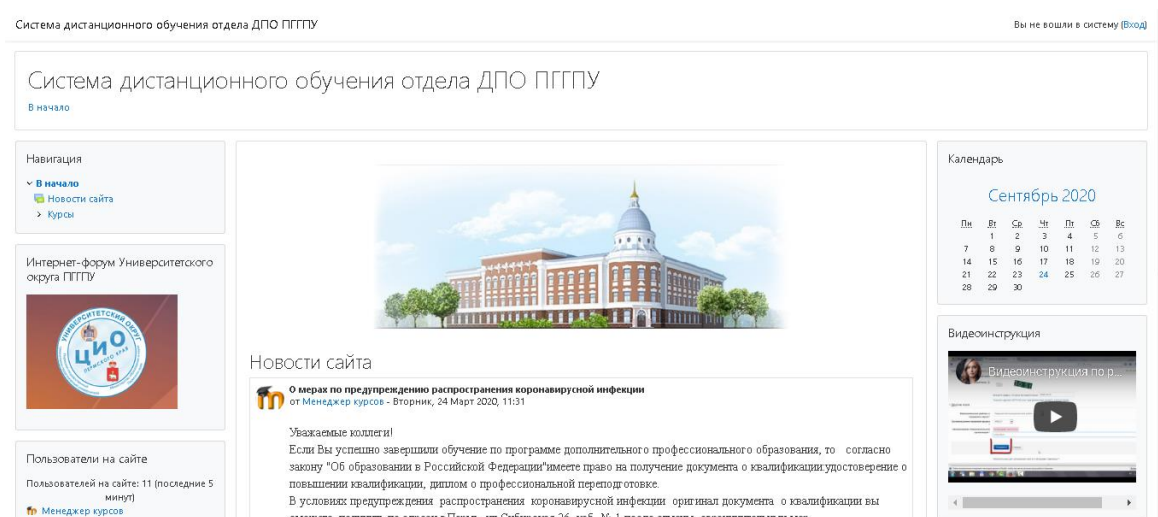 Система дистанционного обучения отдела ДПО ПГГПУ
Вы не вошли в систему (Вход)
Система дистанционного обучения отдела ДПО ПГГПУ
В начало
Навигация
В начало
Новости сайта
Курсы
Интернет-форум Университетского
округа ПГГПУ
УНИВЕРСИТЕТСКИЙ ОКРУГ
ЦИО
ПЕРМСКОГО КРАЯ
Пользователи на сайте
Пользователей на сайте: 11 (последние 5
минут)
Менеджер курсов
Новости сайта
О мерах по предупреждению распространения коронавирусной инфекции
от Менеджер курсов - Вторник, 24 Март 2020, 11:31
Уважаемые коллеги!
Если Вы успешно завершили обучение по программе дополнительного профессионального образования, то согласно
закону "Об образовании в Российской Федерации"имеете право на получение документа о квалификации:удостоверение о
повышении квалификации, диплом о профессиональной переподготовке.
В условиях предупреждения распространения коронавирусной инфекции оригинал документа о квалификации вы
Календарь
Сентябрь 2020
Пн Вт Ср Чт Пт Сб Вс
1 2 3 4 5 6
7 8 9 10 11 12 13
14 15 16 17 18 19 20
21 22 23 24 25 26 27
28 29 30
Видеоинструкция
Видеоинструкция по р...